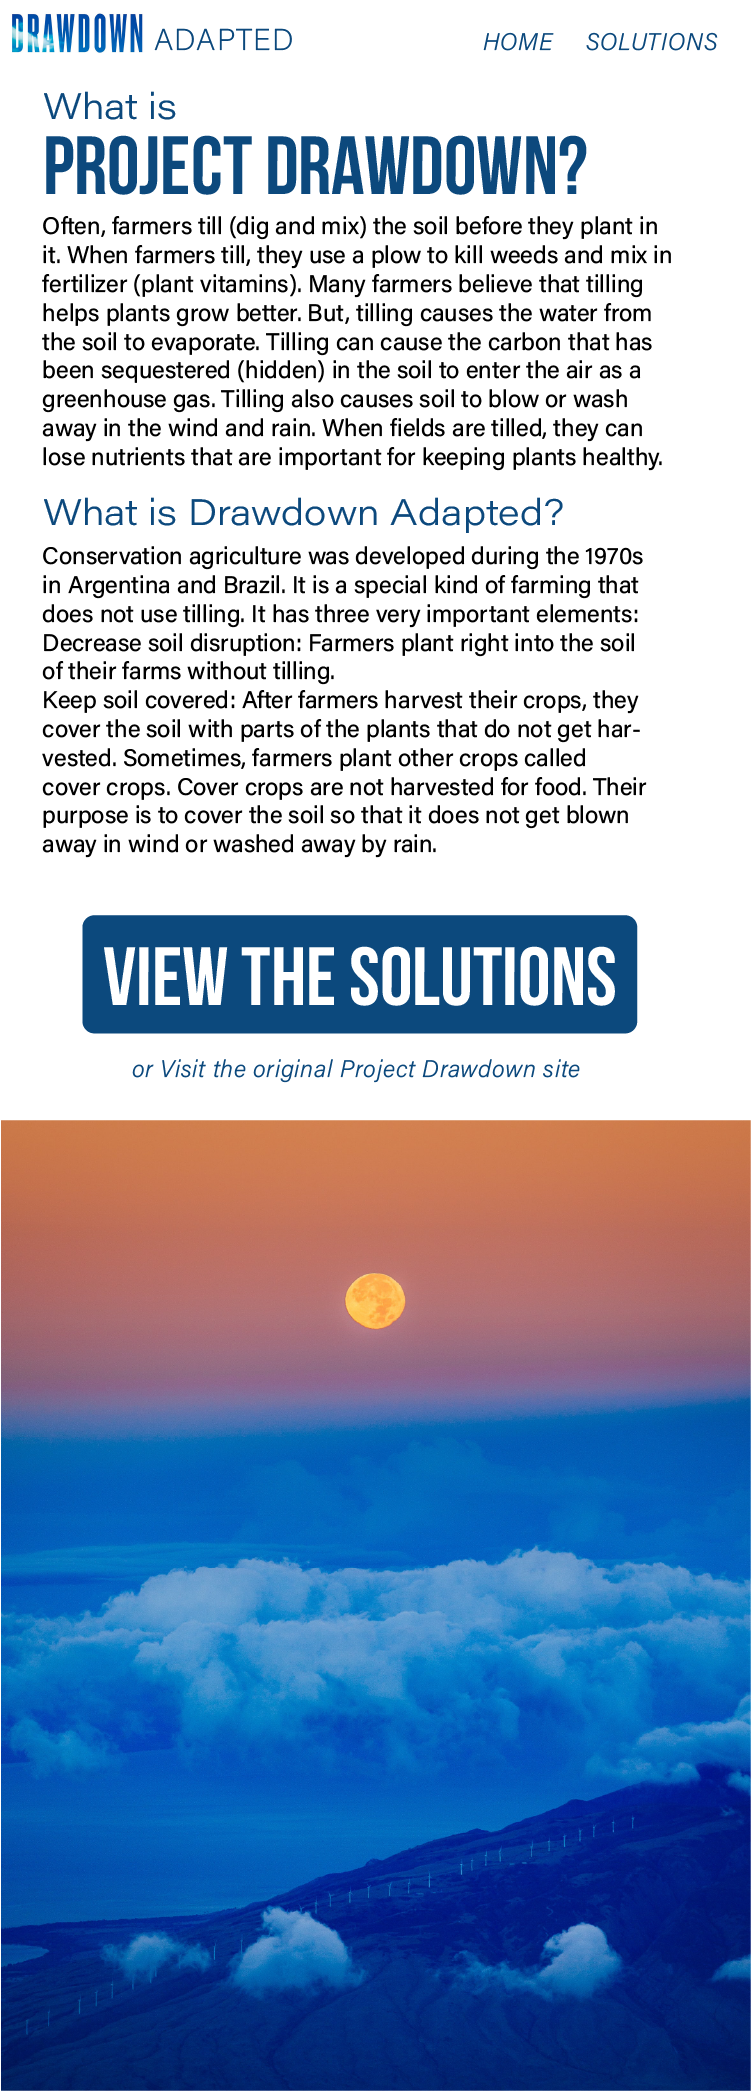 DRAWDOWN ADAPTED
HOME SOLUTIONS
What is
PROJECT DRAWDOWN?
Often, farmers till (dig and mix) the soil before they plant in
it. When farmers till, they use a plow to kill weeds and mix in
fertilizer (plant vitamins). Many farmers believe that tilling
helps plants grow better. But, tilling causes the water from
the soil to evaporate. Tilling can cause the carbon that has
been sequestered (hidden) in the soil to enter the air as a
greenhouse gas. Tilling also causes soil to blow or wash
away in the wind and rain. When fields are tilled, they can
lose nutrients that are important for keeping plants healthy.
What is Drawdown Adapted?
Conservation agriculture was developed during the 1970s
in Argentina and Brazil. It is a special kind of farming that
does not use tilling. It has three very important elements:
Decrease soil disruption: Farmers plant right into the soil
of their farms without tilling.
Keep soil covered: After farmers harvest their crops, they
cover the soil with parts of the plants that do not get har-
vested. Sometimes, farmers plant other crops called
cover crops. Cover crops are not harvested for food. Their
purpose is to cover the soil so that it does not get blown
away in wind or washed away by rain.
VIEW THE SOLUTIONS
or Visit the original Project Drawdown site